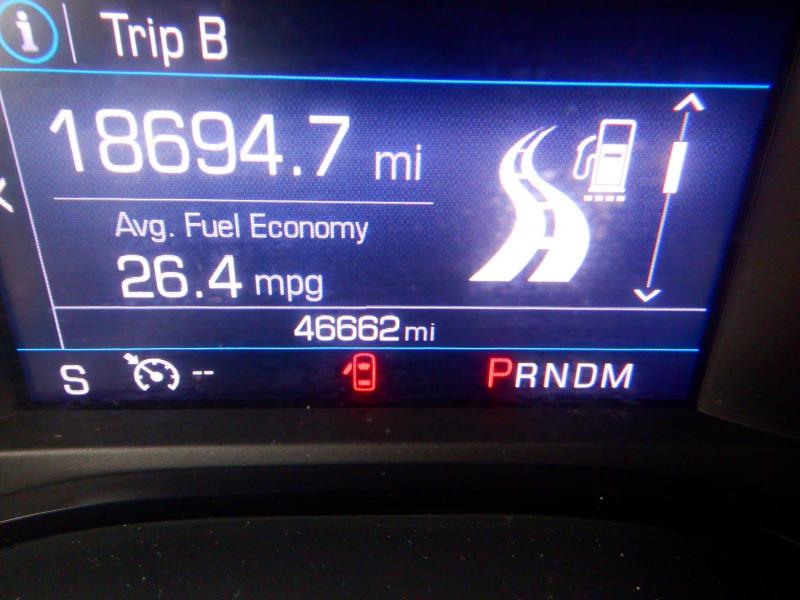 i Trip B
18694.7 mi
Avg. Fuel Economy
26.4 mpg
46662 mi
S -- PRNDM